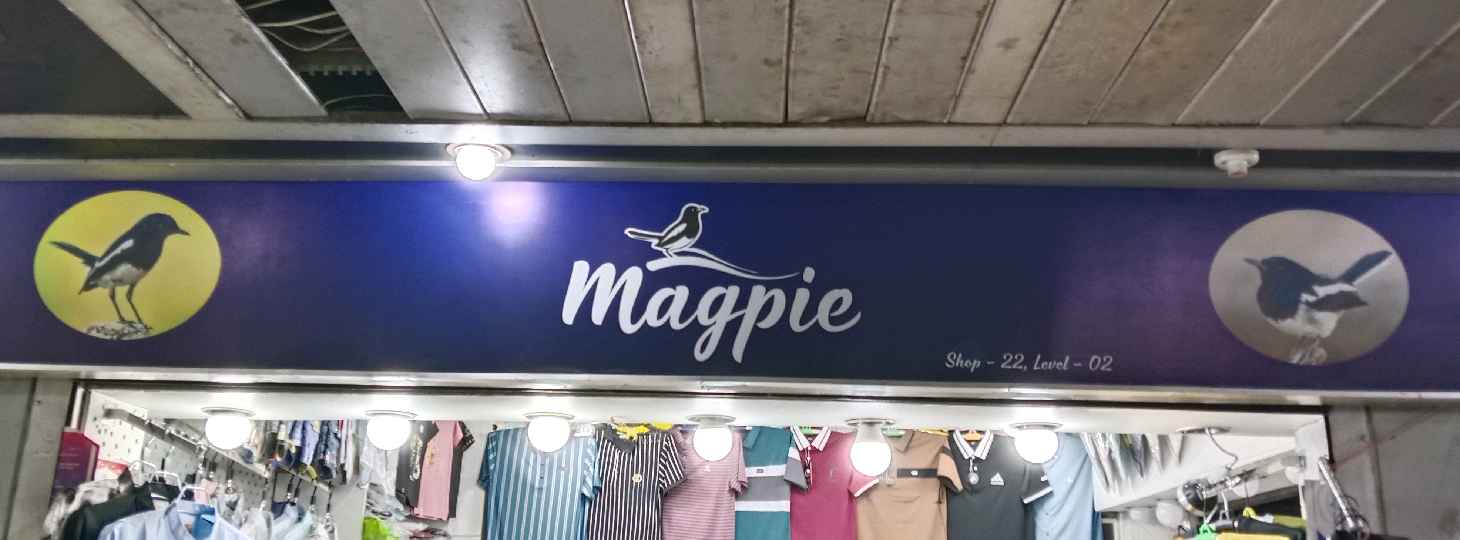 Magpie
Shop - 22, Level - 02